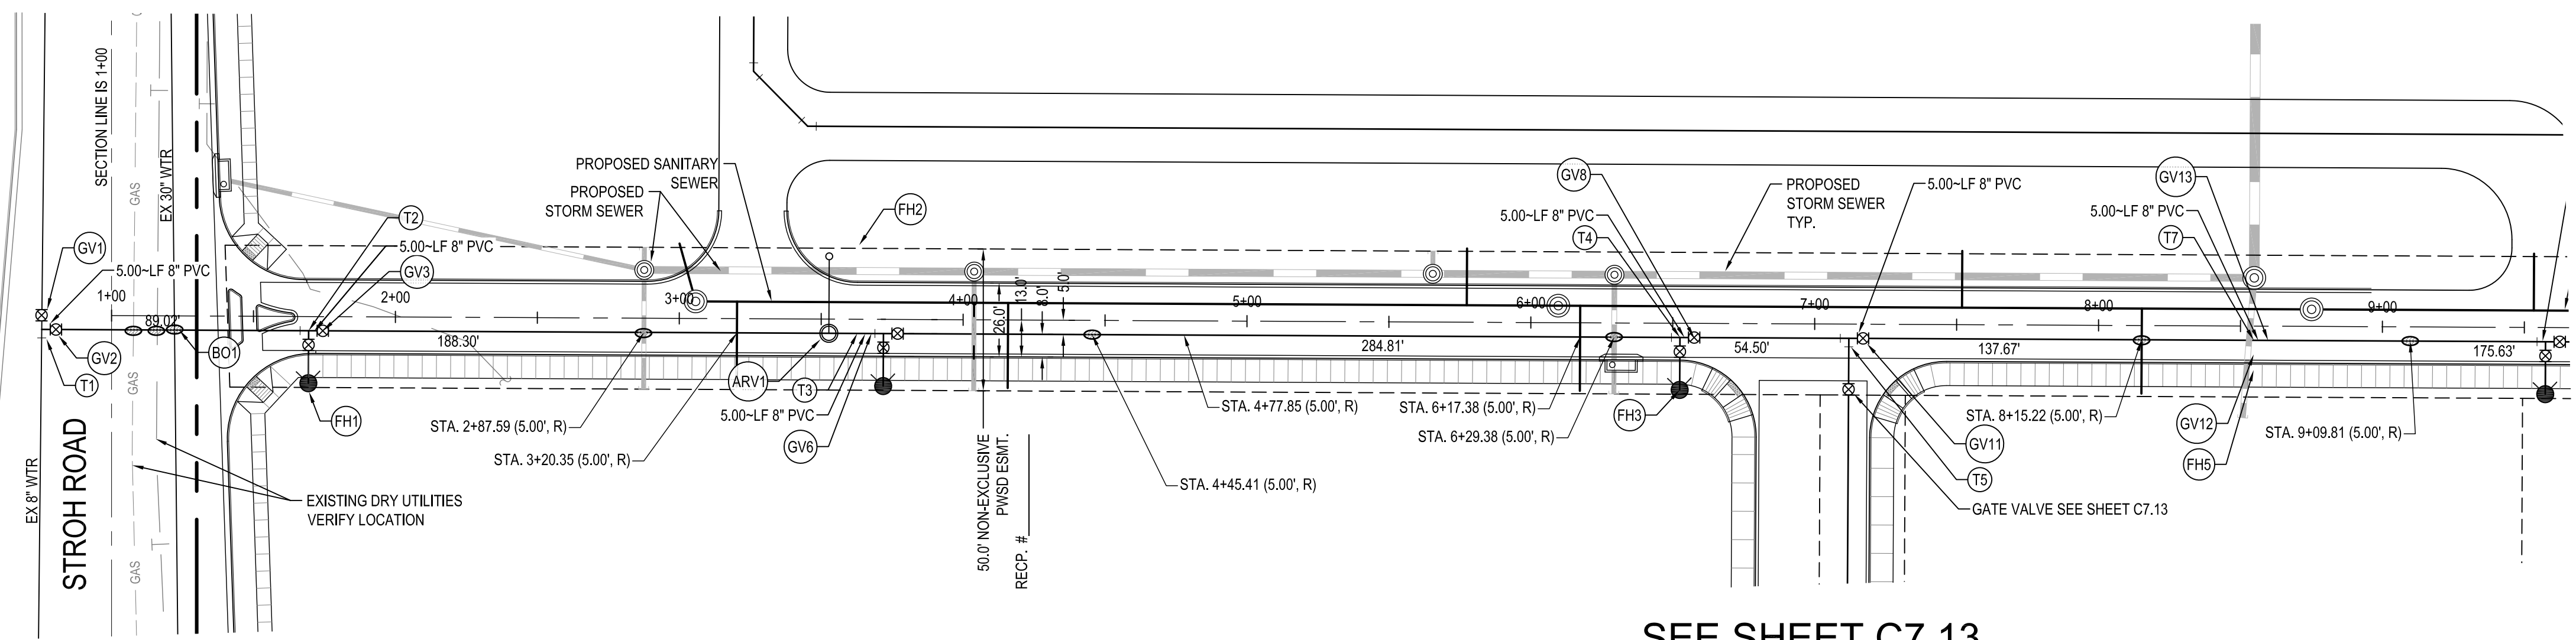 SECTION LINE IS 1+00
GAS
EX 30" WTR
GV1
5.00~LF 8" PVC
1+00
89.02'
GV2
T1
BO1
GAS
GAS
EX 8" WTR
STROH ROAD
T2
5.00~LF 8" PVC
GV3
2+00
188.30'
FH1
EXISTING DRY UTILITIES
VERIFY LOCATION
PROPOSED SANITARY
SEWER
PROPOSED
STORM SEWER
3+00
STA. 2+87.59 (5.00', R)
STA. 3+20.35 (5.00', R)
FH2
ARV1
T3
5.00~LF 8" PVC
GV6
4+00
26.0'
13.0'
8.0'
5.0'
50.0' NON-EXCLUSIVE
PWSD ESMT.
RECP. #
5+00
284.81'
STA. 4+77.85 (5.00', R)
STA. 4+45.41 (5.00', R)
GV8
5.00~LF 8" PVC
T4
6+00
STA. 6+17.38 (5.00', R)
STA. 6+29.38 (5.00', R)
FH3
PROPOSED
STORM SEWER
TYP.
5.00~LF 8" PVC
7+00
54.50'
137.67'
GV11
T5
GATE VALVE SEE SHEET C7.13
GV13
5.00~LF 8" PVC
T7
8+00
STA. 8+15.22 (5.00', R)
GV12
FH5
9+00
175.63'
STA. 9+09.81 (5.00', R)
SEE SHEET C7.13